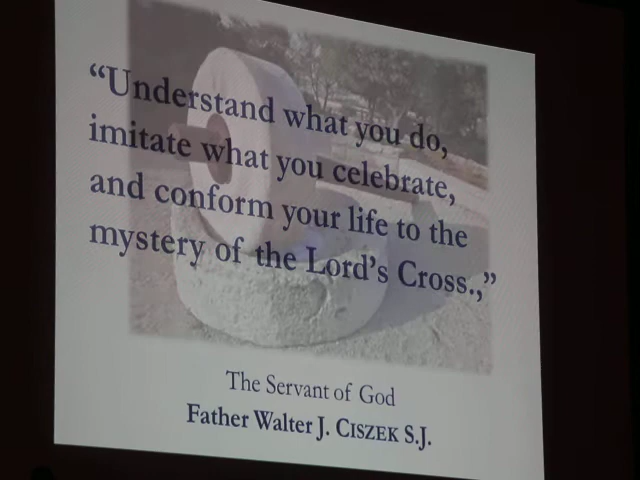 “Understand what you do,
imitate what you celebrate,
and conform your life to the
mystery of the Lord’s Cross.,”
The Servant of God
Father Walter J. CISZEK S.J.